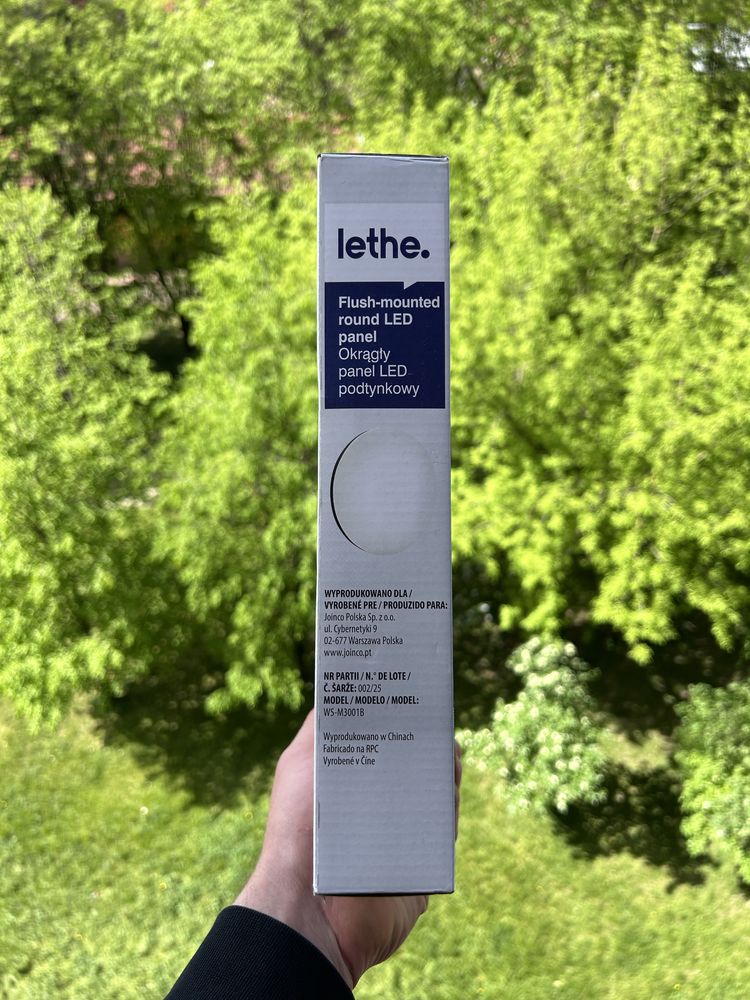 lethe.
Flush-mounted
round LED
panel
Okrągły
panel LED
podtynkowy
WYPRODUKOWANO DLA /
VYROBENÉ PRE / PRODUZIDO PARA:
Joinco Polska Sp. z o.o.
ul. Cybernetyki 9
02-677 Warszawa Polska
www.joinco.pt
NR PARTII / N.° DE LOTE /
Č. ŠARŽE: 002/25
MODEL / MODELO / MODEL:
WS-M3001B
Wyprodukowano w Chinach
Fabricado na RPC
Vyrobené v Číne